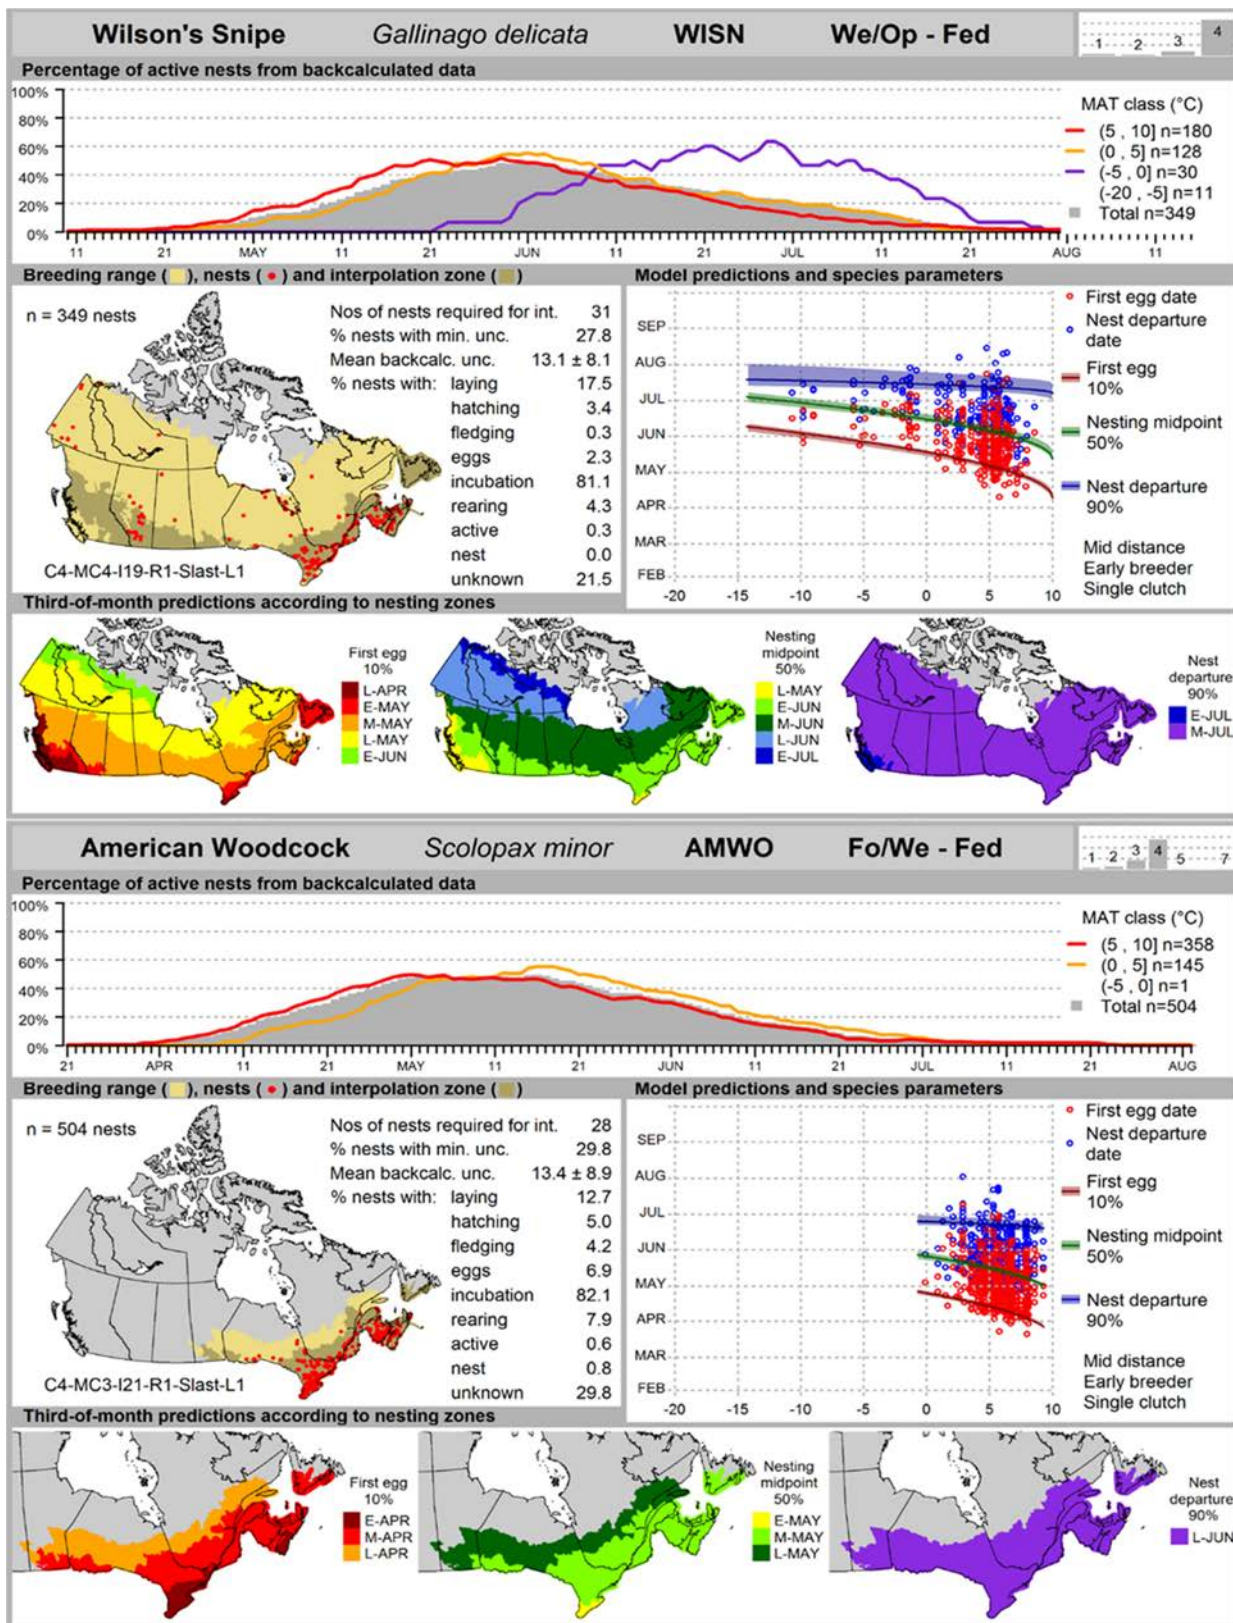 Wilson's Snipe Gallinago delicata WISN We/Op - Fed
1 2 3 4
Percentage of active nests from backcalculated data
100%
80%
60%
40%
20%
0%
11 21 MAY 11 21 JUN 11 21 JUL 11 21 AUG 11
MAT class (°C)
(5 , 10] n=180
(0 , 5] n=128
(-5 , 0] n=30
(-20 , -5] n=11
Total n=349
Breeding range ( ), nests ( ) and interpolation zone ( )
n = 349 nests
Nos of nests required for int. 31
% nests with min. unc. 27.8
Mean backcalc. unc. 13.1 ± 8.1
% nests with: laying 17.5
hatching 3.4
fledging 0.3
eggs 2.3
incubation 81.1
rearing 4.3
active 0.3
nest 0.0
unknown 21.5
C4-MC4-I19-R1-Slast-L1
Model predictions and species parameters
SEP
AUG
JUL
JUN
MAY
APR
MAR
FEB
-20 -15 -10 -5 0 5 10
First egg date
Nest departure
date
First egg
10%
Nesting midpoint
50%
Nest departure
90%
Mid distance
Early breeder
Single clutch
Third-of-month predictions according to nesting zones
First egg
10%
L-APR
E-MAY
M-MAY
L-MAY
E-JUN
Nesting
midpoint
50%
L-MAY
E-JUN
M-JUN
L-JUN
E-JUL
Nest
departure
90%
E-JUL
M-JUL
American Woodcock Scolopax minor AMWO Fo/We - Fed
1 2 3 4 5 7
Percentage of active nests from backcalculated data
100%
80%
60%
40%
20%
0%
21 APR 11 21 MAY 11 21 JUN 11 21 JUL 11 21 AUG
MAT class (°C)
(5 , 10] n=358
(0 , 5] n=145
(-5 , 0] n=1
Total n=504
Breeding range ( ), nests ( ) and interpolation zone ( )
n = 504 nests
Nos of nests required for int. 28
% nests with min. unc. 29.8
Mean backcalc. unc. 13.4 ± 8.9
% nests with: laying 12.7
hatching 5.0
fledging 4.2
eggs 6.9
incubation 82.1
rearing 7.9
active 0.6
nest 0.8
unknown 29.8
C4-MC3-I21-R1-Slast-L1
Model predictions and species parameters
SEP
AUG
JUL
JUN
MAY
APR
MAR
FEB
-20 -15 -10 -5 0 5 10
First egg date
Nest departure
date
First egg
10%
Nesting midpoint
50%
Nest departure
90%
Mid distance
Early breeder
Single clutch
Third-of-month predictions according to nesting zones
First egg
10%
E-APR
M-APR
L-APR
Nesting
midpoint
50%
E-MAY
M-MAY
L-MAY
Nest
departure
90%
L-JUN